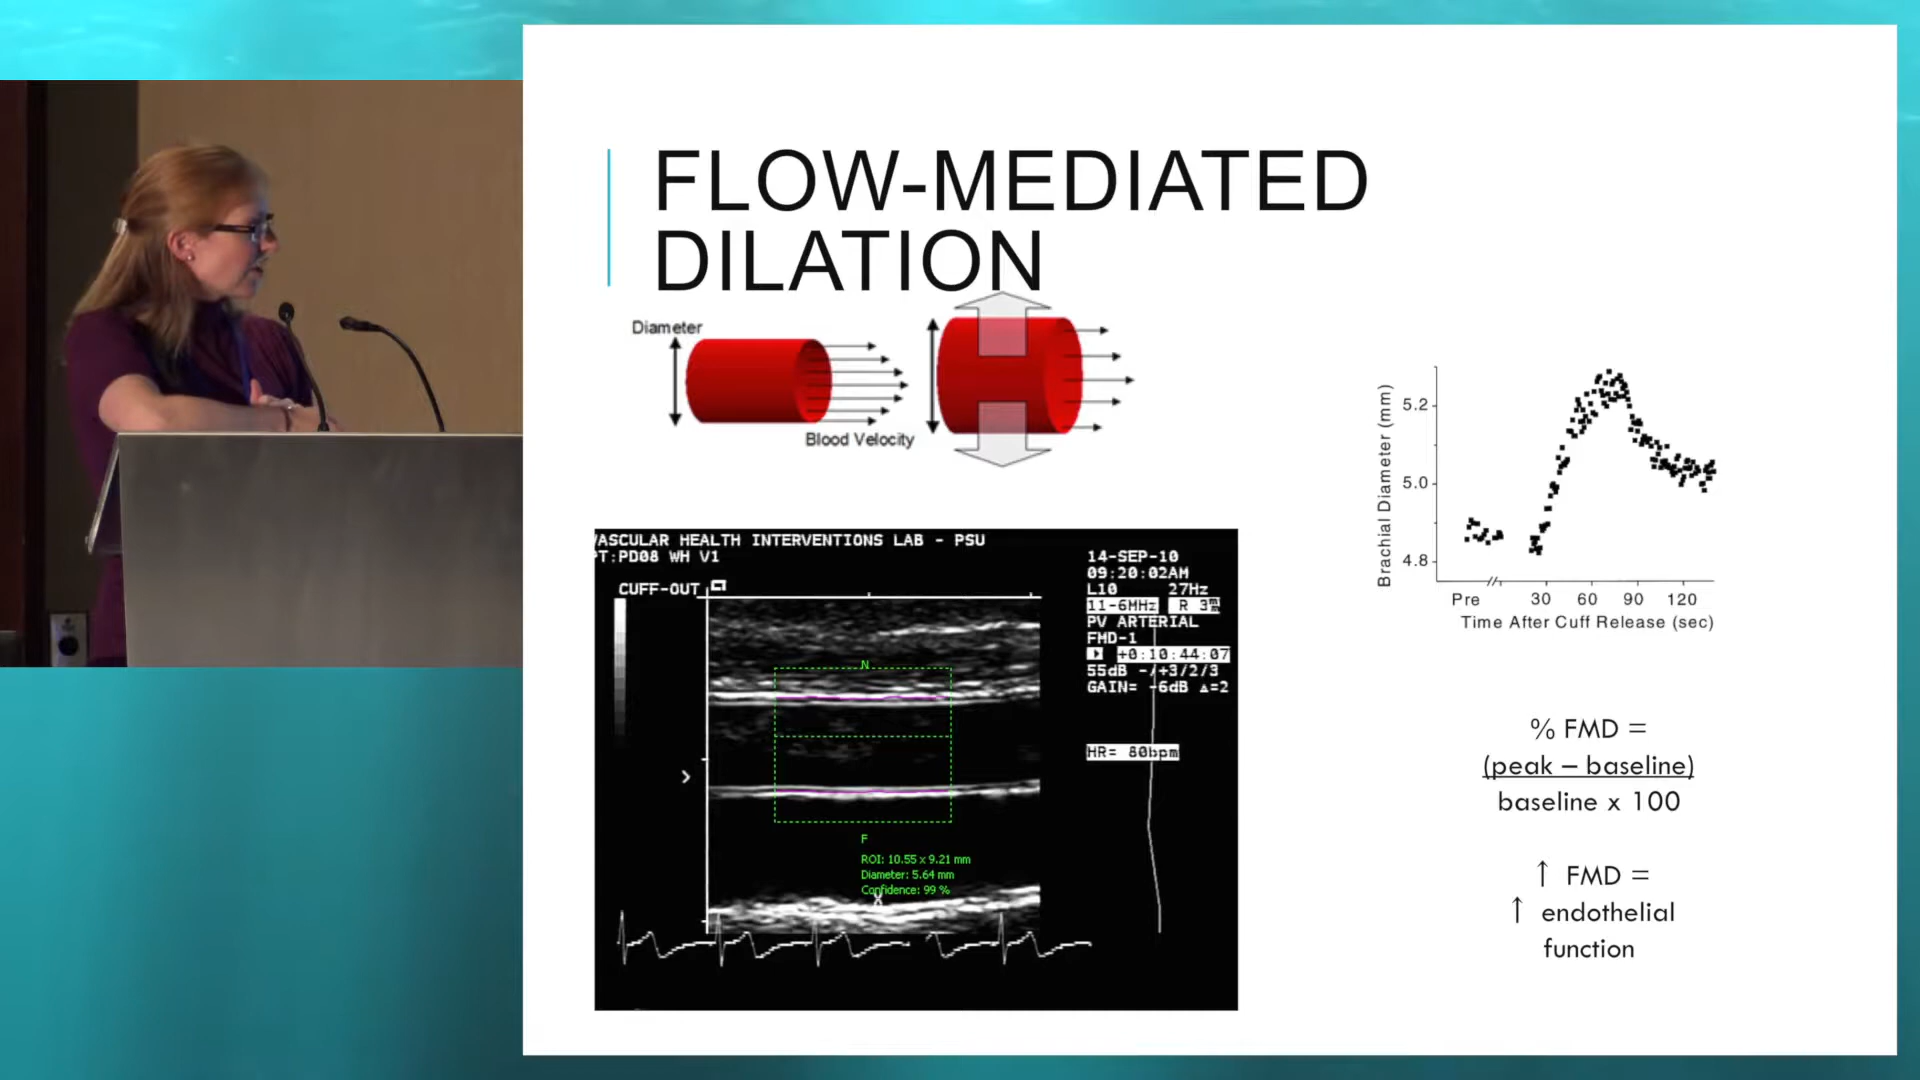 FLOW-MEDIATED
DILATION
Diameter
Blood Velocity
VASCULAR HEALTH INTERVENTIONS LAB - PSU
PT:PD08 WH V1
CUFF-OUT
14-SEP-10
09:20:02AM
L10 27Hz
11-6MHz R 3mm
PV ARTERIAL
FMD-1
+0:10:44:07
55dB -/+3/2/3
GAIN= -6dB ▵=2
HR= 80bpm
N
F
ROI: 10.55 x 9.21 mm
Diameter: 5.64 mm
Confidence: 99 %
Brachial Diameter (mm)
5.2
5.0
4.8
Pre 30 60 90 120
Time After Cuff Release (sec)
% FMD =
(peak – baseline)
baseline x 100
↑ FMD =
↑ endothelial
function